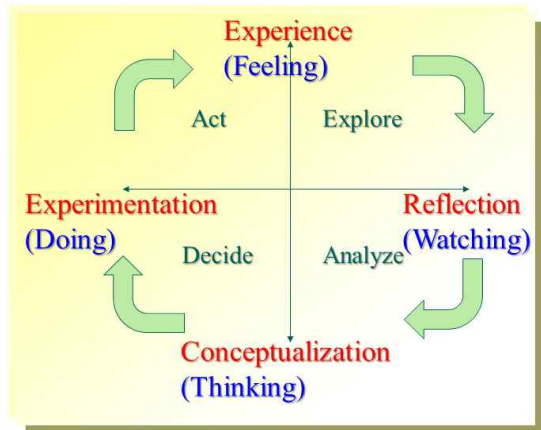 Experience
(Feeling)
Act
Explore
Experimentation
(Doing)
Reflection
(Watching)
Decide
Analyze
Conceptualization
(Thinking)